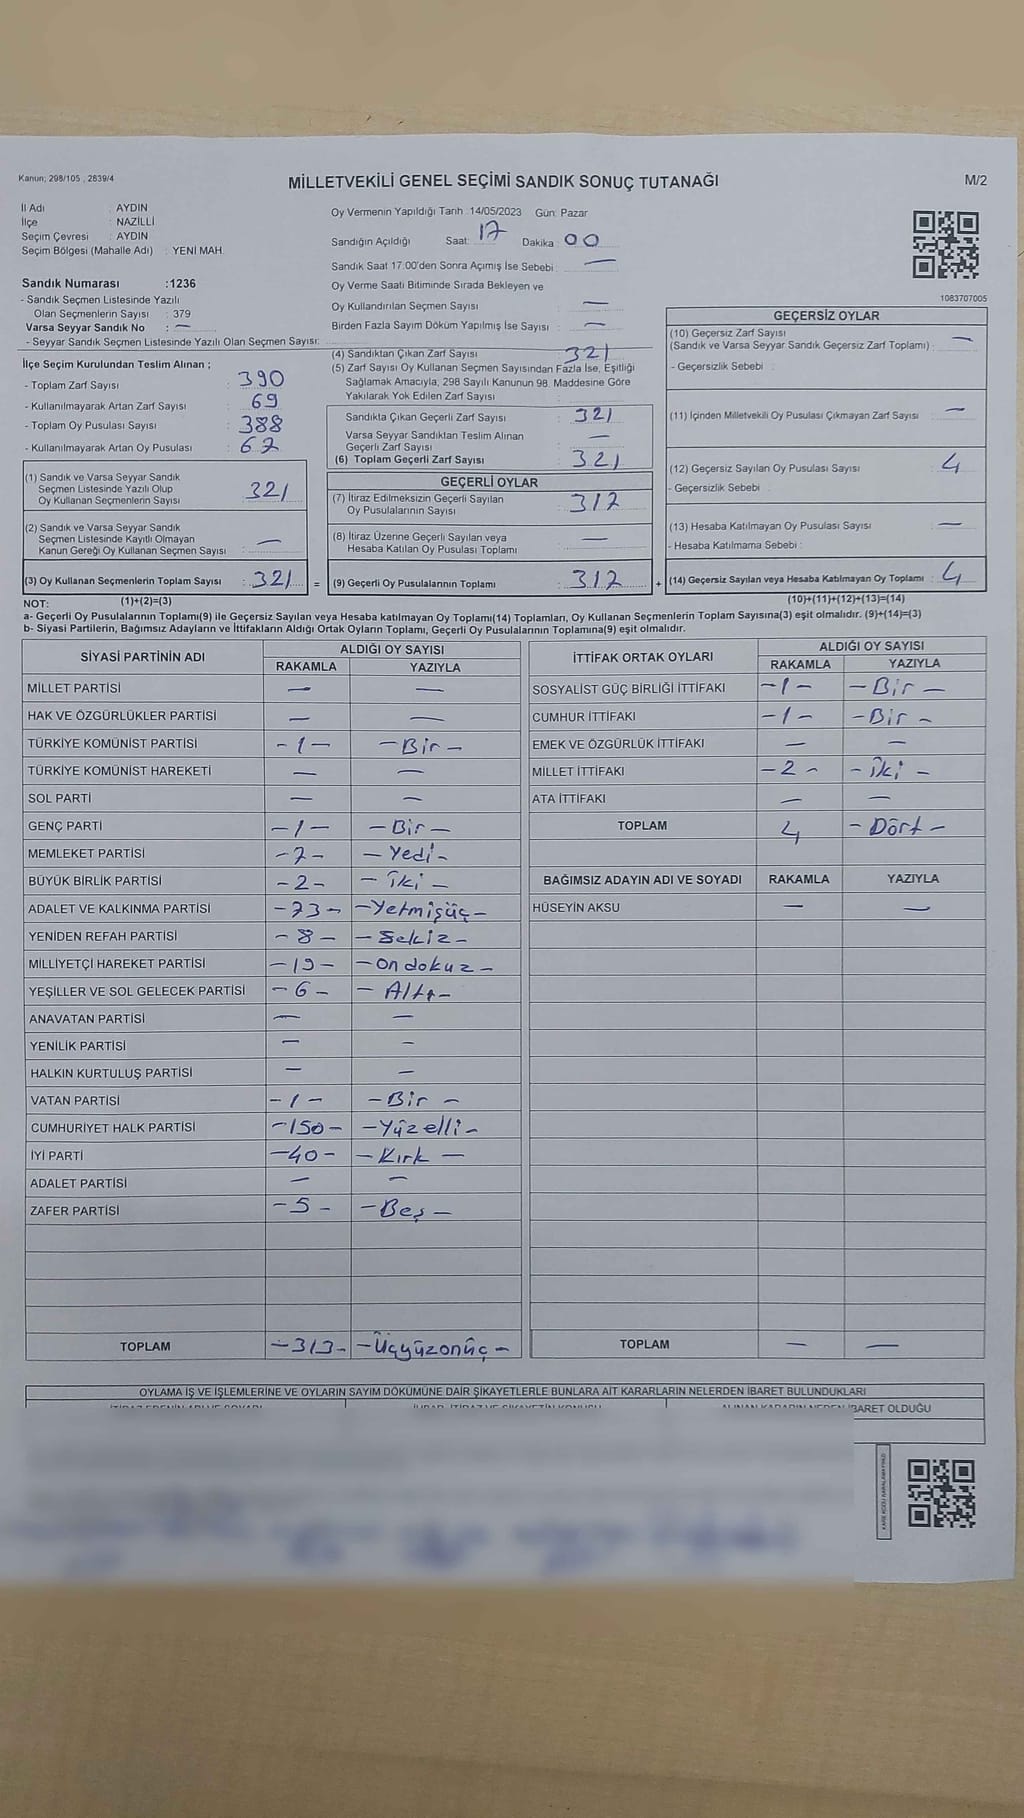 Kanun; 298/105 , 2839/4
MİLLETVEKİLİ GENEL SEÇİMİ SANDIK SONUÇ TUTANAĞI
M/2
İl Adı : AYDIN
İlçe : NAZİLLİ
Seçim Çevresi : AYDIN
Seçim Bölgesi (Mahalle Adı) : YENİ MAH.
Oy Vermenin Yapıldığı Tarih :14/05/2023 Gün: Pazar
Sandığın Açıldığı Saat: 17 Dakika : 00
Sandık Saat 17:00'den Sonra Açımış İse Sebebi : —
Oy Verme Saati Bitiminde Sırada Bekleyen ve
Oy Kullandırılan Seçmen Sayısı : —
Birden Fazla Sayım Döküm Yapılmış İse Sayısı : —
1083707005
Sandık Numarası :1236
- Sandık Seçmen Listesinde Yazılı
Olan Seçmenlerin Sayısı : 379
Varsa Seyyar Sandık No : —
- Seyyar Sandık Seçmen Listesinde Yazılı Olan Seçmen Sayısı:
İlçe Seçim Kurulundan Teslim Alınan ;
- Toplam Zarf Sayısı : 390
- Kullanılmayarak Artan Zarf Sayısı : 69
- Toplam Oy Pusulası Sayısı : 388
- Kullanılmayarak Artan Oy Pusulası : 67
(1) Sandık ve Varsa Seyyar Sandık
Seçmen Listesinde Yazılı Olup
Oy Kullanan Seçmenlerin Sayısı : 321
(2) Sandık ve Varsa Seyyar Sandık
Seçmen Listesinde Kayıtlı Olmayan
Kanun Gereği Oy Kullanan Seçmen Sayısı : —
(3) Oy Kullanan Seçmenlerin Toplam Sayısı : 321 =
(1)+(2)=(3)
(4) Sandıktan Çıkan Zarf Sayısı : 321
(5) Zarf Sayısı Oy Kullanan Seçmen Sayısından Fazla İse, Eşitliği
Sağlamak Amacıyla, 298 Sayılı Kanunun 98. Maddesine Göre
Yakılarak Yok Edilen Zarf Sayısı :
Sandıkta Çıkan Geçerli Zarf Sayısı : 321
Varsa Seyyar Sandıktan Teslim Alınan
Geçerli Zarf Sayısı : —
(6) Toplam Geçerli Zarf Sayısı : 321
GEÇERLİ OYLAR
(7) İtiraz Edilmeksizin Geçerli Sayılan
Oy Pusulalarının Sayısı : 317
(8) İtiraz Üzerine Geçerli Sayılan veya
Hesaba Katılan Oy Pusulası Toplamı : —
(9) Geçerli Oy Pusulalarının Toplamı : 317 +
GEÇERSİZ OYLAR
(10) Geçersiz Zarf Sayısı
(Sandık ve Varsa Seyyar Sandık Geçersiz Zarf Toplamı) : —
- Geçersizlik Sebebi :
(11) İçinden Milletvekili Oy Pusulası Çıkmayan Zarf Sayısı : —
(12) Geçersiz Sayılan Oy Pusulası Sayısı : 4
- Geçersizlik Sebebi :
(13) Hesaba Katılmayan Oy Pusulası Sayısı : —
- Hesaba Katılmama Sebebi :
(14) Geçersiz Sayılan veya Hesaba Katılmayan Oy Toplamı : 4
(10)+(11)+(12)+(13)=(14)
NOT:
a- Geçerli Oy Pusulalarının Toplamı(9) ile Geçersiz Sayılan veya Hesaba katılmayan Oy Toplamı(14) Toplamları, Oy Kullanan Seçmenlerin Toplam Sayısına(3) eşit olmalıdır. (9)+(14)=(3)
b- Siyasi Partilerin, Bağımsız Adayların ve İttifakların Aldığı Ortak Oyların Toplamı, Geçerli Oy Pusulalarının Toplamına(9) eşit olmalıdır.
SİYASİ PARTİNİN ADI ALDIĞI OY SAYISI
RAKAMLA YAZIYLA
MİLLET PARTİSİ — —
HAK VE ÖZGÜRLÜKLER PARTİSİ — —
TÜRKİYE KOMÜNİST PARTİSİ -1- -Bir-
TÜRKİYE KOMÜNİST HAREKETİ — —
SOL PARTİ — —
GENÇ PARTİ -1- -Bir-
MEMLEKET PARTİSİ -7- -Yedi-
BÜYÜK BİRLİK PARTİSİ -2- -İki-
ADALET VE KALKINMA PARTİSİ -73- -Yetmişüç-
YENİDEN REFAH PARTİSİ -8- -Sekiz-
MİLLİYETÇİ HAREKET PARTİSİ -19- -Ondokuz-
YEŞİLLER VE SOL GELECEK PARTİSİ -6- -Altı-
ANAVATAN PARTİSİ — —
YENİLİK PARTİSİ — —
HALKIN KURTULUŞ PARTİSİ — —
VATAN PARTİSİ -1- -Bir-
CUMHURİYET HALK PARTİSİ -150- -Yüzelli-
İYİ PARTİ -40- -Kırk-
ADALET PARTİSİ — —
ZAFER PARTİSİ -5- -Beş-
TOPLAM -313- -Üçyüzonüç-
İTTİFAK ORTAK OYLARI ALDIĞI OY SAYISI
RAKAMLA YAZIYLA
SOSYALİST GÜÇ BİRLİĞİ İTTİFAKI -1- -Bir-
CUMHUR İTTİFAKI -1- -Bir-
EMEK VE ÖZGÜRLÜK İTTİFAKI — —
MİLLET İTTİFAKI -2- -İki-
ATA İTTİFAKI — —
TOPLAM 4 -Dört-
BAĞIMSIZ ADAYIN ADI VE SOYADI RAKAMLA YAZIYLA
HÜSEYİN AKSU — —
TOPLAM — —
OYLAMA İŞ VE İŞLEMLERİNE VE OYLARIN SAYIM DÖKÜMÜNE DAİR ŞİKAYETLERLE BUNLARA AİT KARARLARIN NELERDEN İBARET BULUNDUKLARI
İTİRAZ EDENİN ADI VE SOYADI
ALINAN KARARIN NEDEN İBARET OLDUĞU